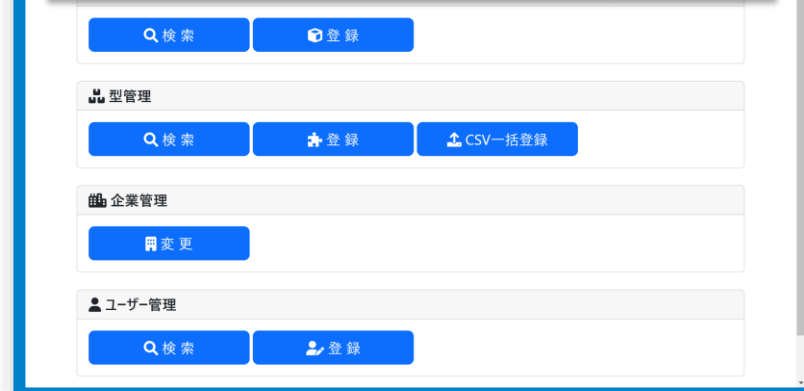 検 索 登 録
型管理
検 索 登 録 CSV一括登録
企業管理
変 更
ユーザー管理
検 索 登 録